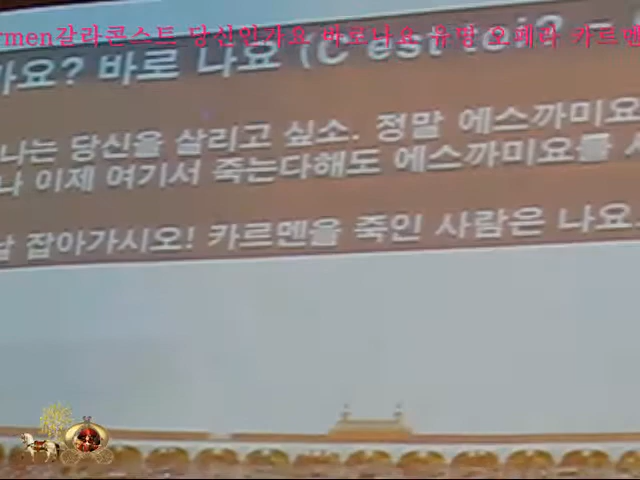 rmen갈라콘스트 당신인가요 바로나요 유명 오페라 카르멘
가요? 바로 나요 (C'est toi? -
나는 당신을 살리고 싶소. 정말 에스까미요
나 이제 여기서 죽는다해도 에스까미요를
날 잡아가시오! 카르멘을 죽인 사람은 나요.